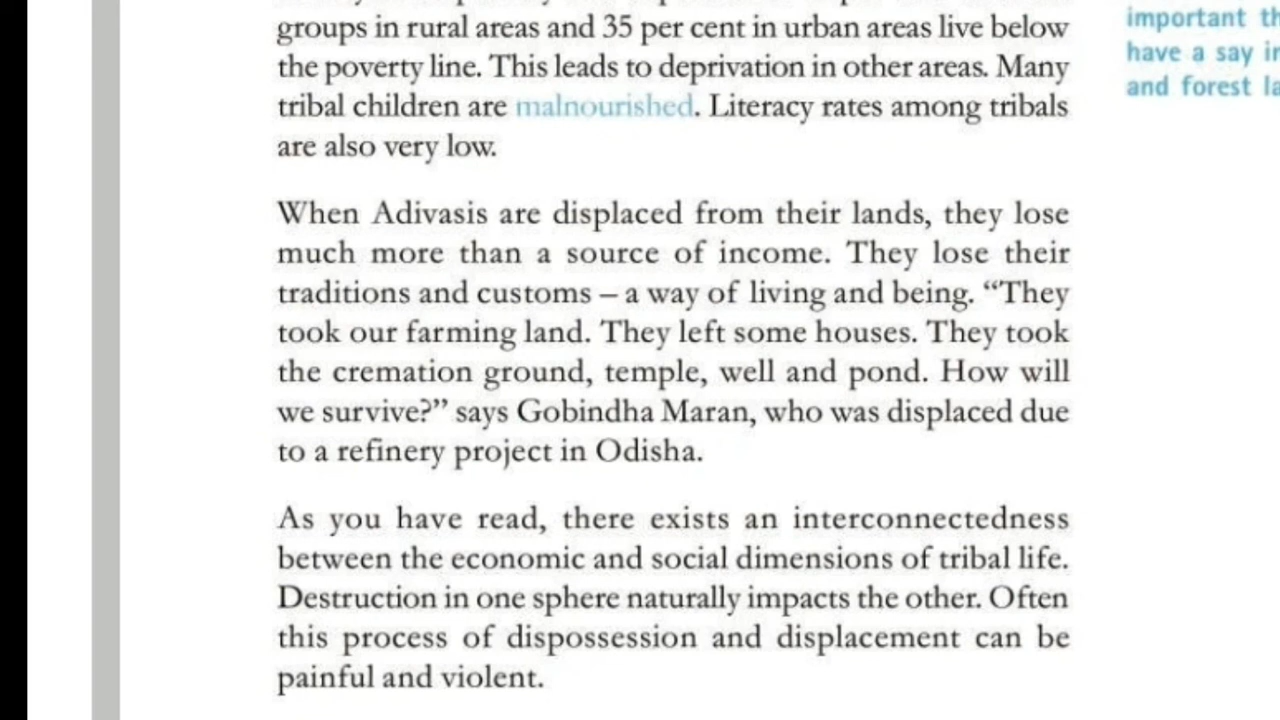 groups in rural areas and 35 per cent in urban areas live below
the poverty line. This leads to deprivation in other areas. Many
tribal children are malnourished. Literacy rates among tribals
are also very low.
When Adivasis are displaced from their lands, they lose
much more than a source of income. They lose their
traditions and customs – a way of living and being. “They
took our farming land. They left some houses. They took
the cremation ground, temple, well and pond. How will
we survive?” says Gobindha Maran, who was displaced due
to a refinery project in Odisha.
As you have read, there exists an interconnectedness
between the economic and social dimensions of tribal life.
Destruction in one sphere naturally impacts the other. Often
this process of dispossession and displacement can be
painful and violent.
important
have a say
and forest